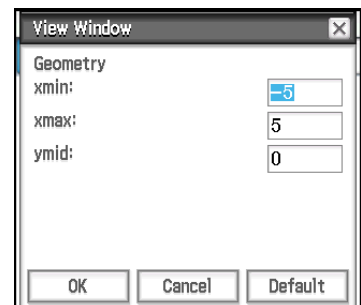 View Window
Geometry
xmin: -5
xmax: 5
ymid: 0
OK Cancel Default